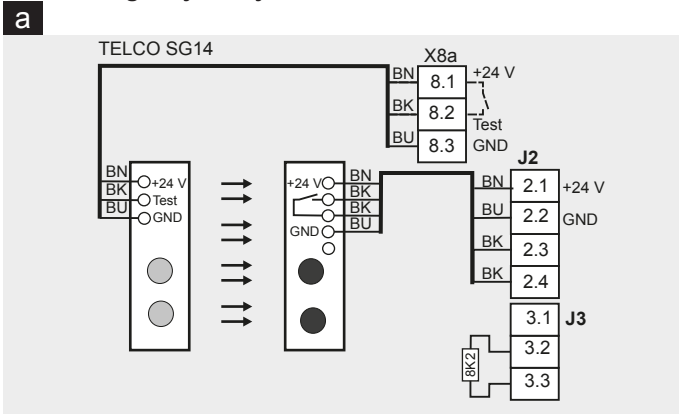 a
TELCO SG14
X8a
BN 8.1 +24 V
BK 8.2
Test
BU 8.3 GND
J2
BN +24 V
BK Test
BU GND
+24 V BN
BK
BK
GND BU
BN 2.1 +24 V
BU 2.2 GND
BK 2.3
BK 2.4
3.1 J3
3.2
8K2
3.3